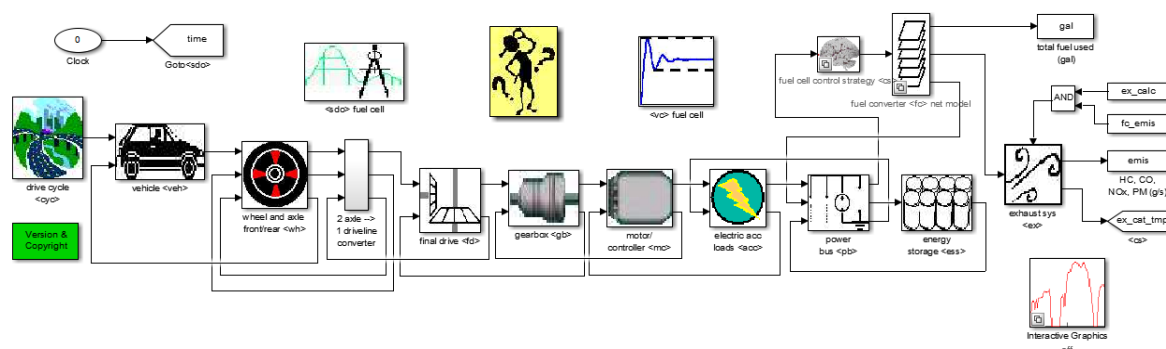 0
Clock
time
Goto<sdo>
<sdo> fuel cell
?
?
<vc> fuel cell
fuel cell control strategy <cs>
fuel converter <fc> net model
gal
total fuel used
(gal)
AND
ex_calc
fc_emis
emis
HC, CO,
NOx, PM (g/s)
exhaust sys
<ex>
ex_cat_tmp
<cs>
drive cycle
<cyc>
vehicle <veh>
wheel and axle
front/rear <wh>
2 axle -->
1 driveline
converter
final drive <fd>
gearbox <gb>
motor/
controller <mc>
electric acc
loads <acc>
power
bus <pb>
energy
storage <ess>
Version &
Copyright
Interactive Graphics